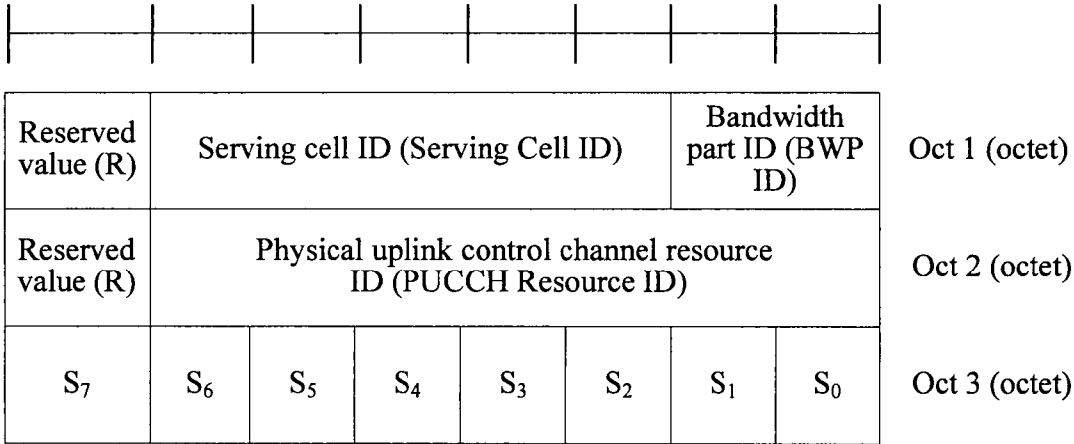 Reserved value (R)
Serving cell ID (Serving Cell ID)
Bandwidth part ID (BWP ID)
Oct 1 (octet)
Reserved value (R)
Physical uplink control channel resource
ID (PUCCH Resource ID)
Oct 2 (octet)
S₇ S₆ S₅ S₄ S₃ S₂ S₁ S₀ Oct 3 (octet)